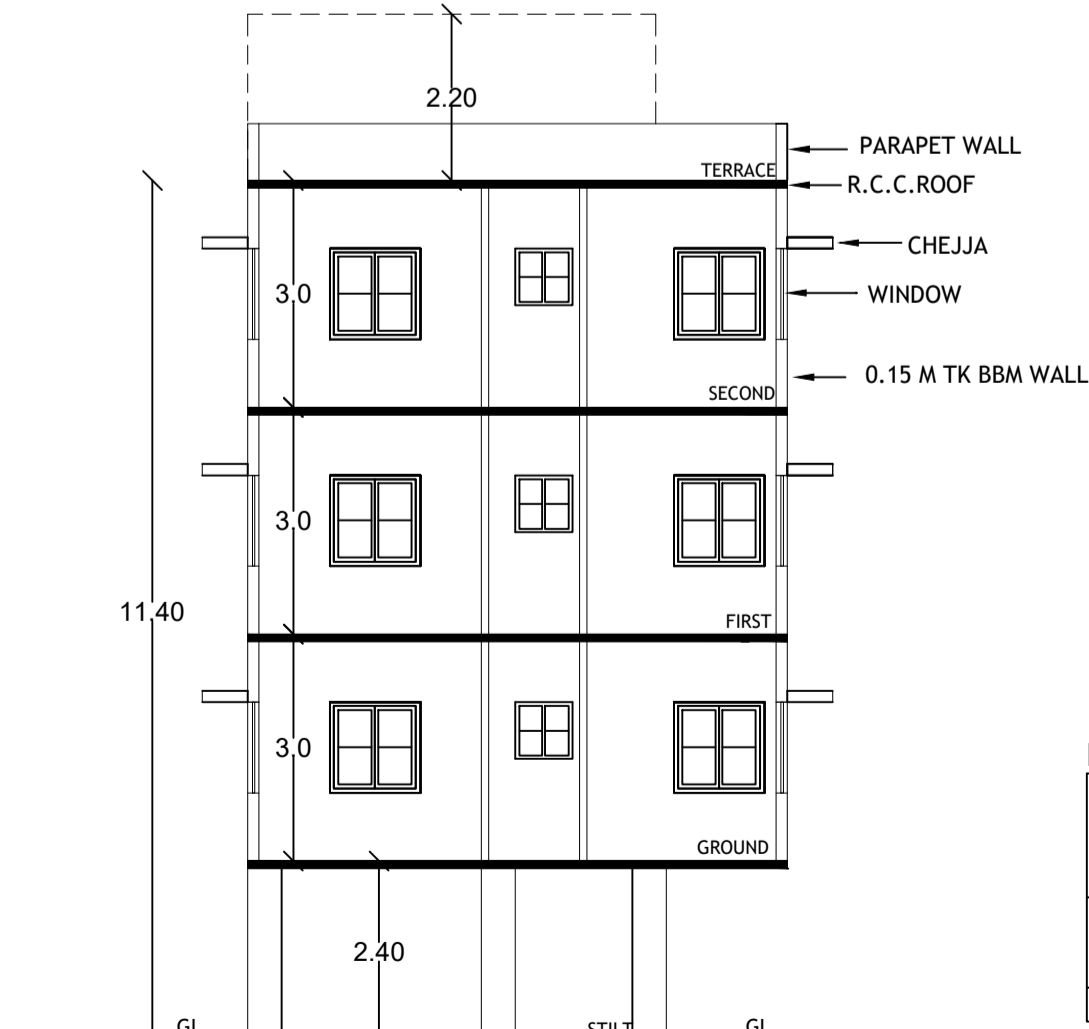 2.20
PARAPET WALL
TERRACE
R.C.C.ROOF
CHEJJA
3.0
WINDOW
0.15 M TK BBM WALL
SECOND
3.0
11.40
FIRST
3.0
GROUND
2.40
GL
STILT
GL